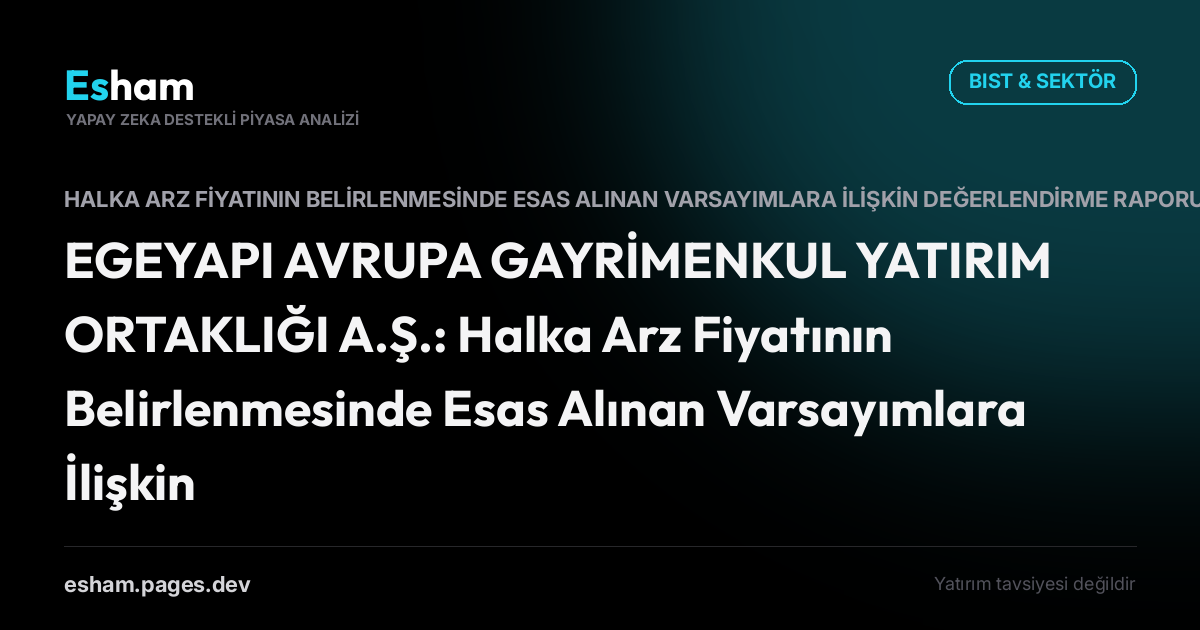 Esham
BIST & SEKTÖR
YAPAY ZEKA DESTEKLİ PİYASA ANALİZİ
HALKA ARZ FİYATININ BELİRLENMESİNDE ESAS ALINAN VARSAYIMLARA İLİŞKİN DEĞERLENDİRME RAPORU
EGEYAPI AVRUPA GAYRİMENKUL YATIRIM
ORTAKLIĞI A.Ş.: Halka Arz Fiyatının
Belirlenmesinde Esas Alınan Varsayımlara
İlişkin
esham.pages.dev
Yatırım tavsiyesi değildir